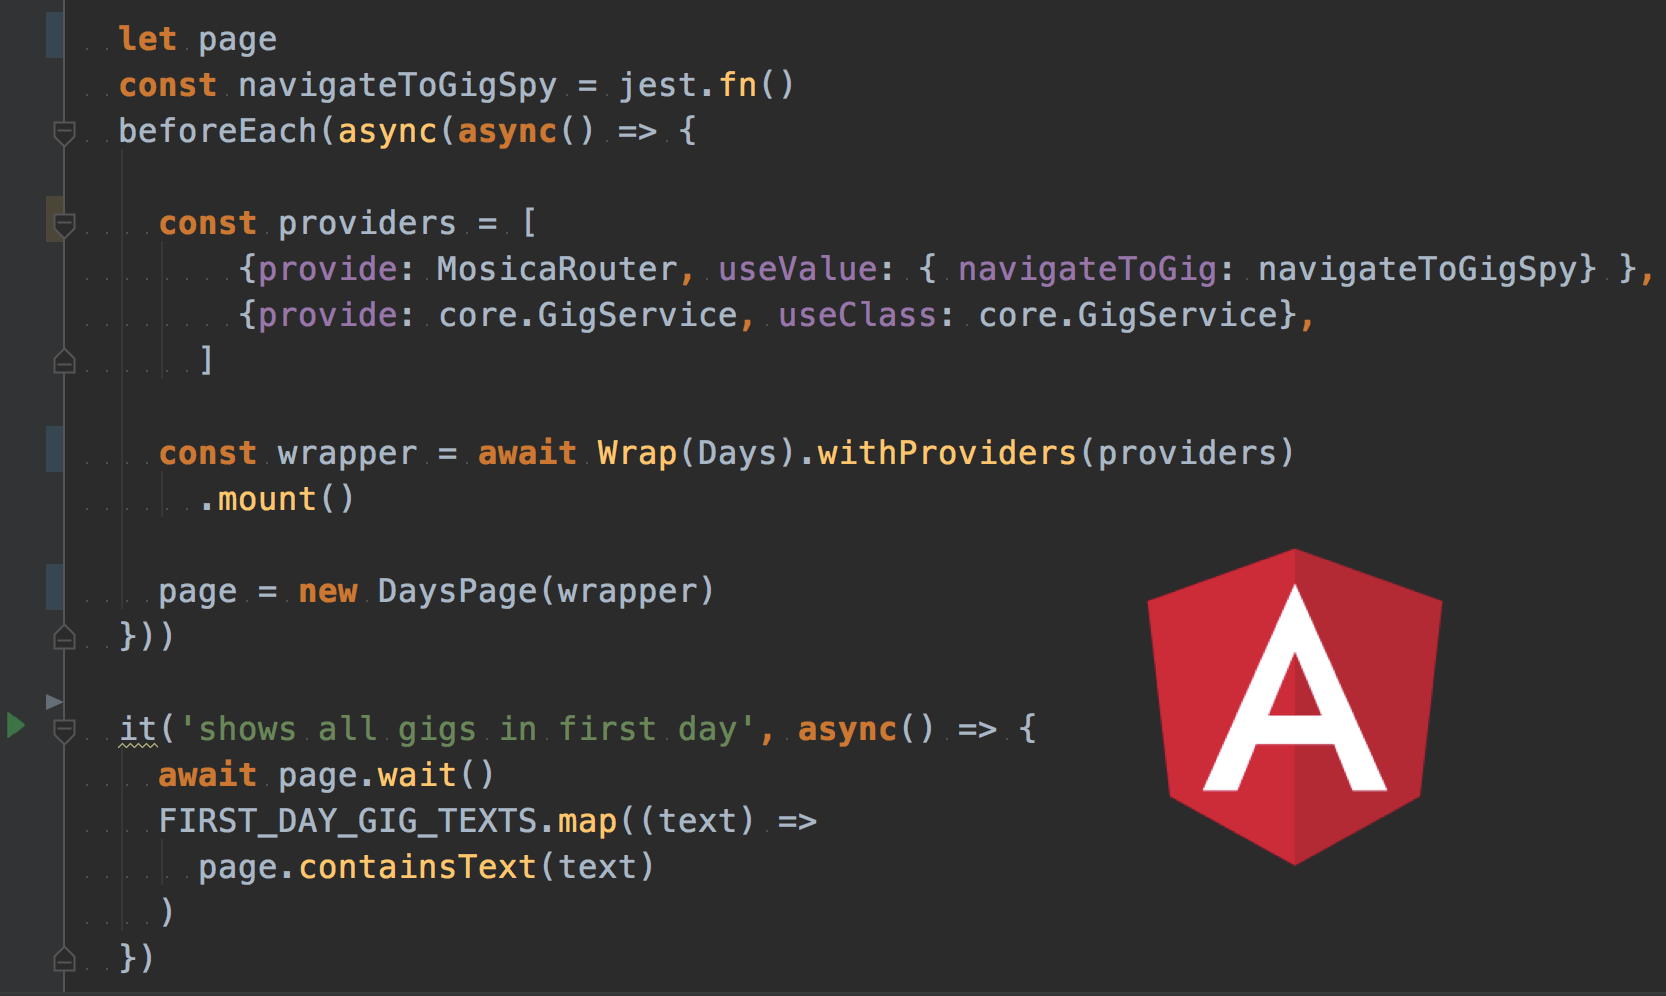 let page
const navigateToGigSpy = jest.fn()
beforeEach(async(async() => {
const providers = [
{provide: MosicaRouter, useValue: { navigateToGig: navigateToGigSpy} },
{provide: core.GigService, useClass: core.GigService},
]
const wrapper = await Wrap(Days).withProviders(providers)
.mount()
page = new DaysPage(wrapper)
}))
it('shows all gigs in first day', async() => {
await page.wait()
FIRST_DAY_GIG_TEXTS.map((text) =>
page.containsText(text)
)
})
A